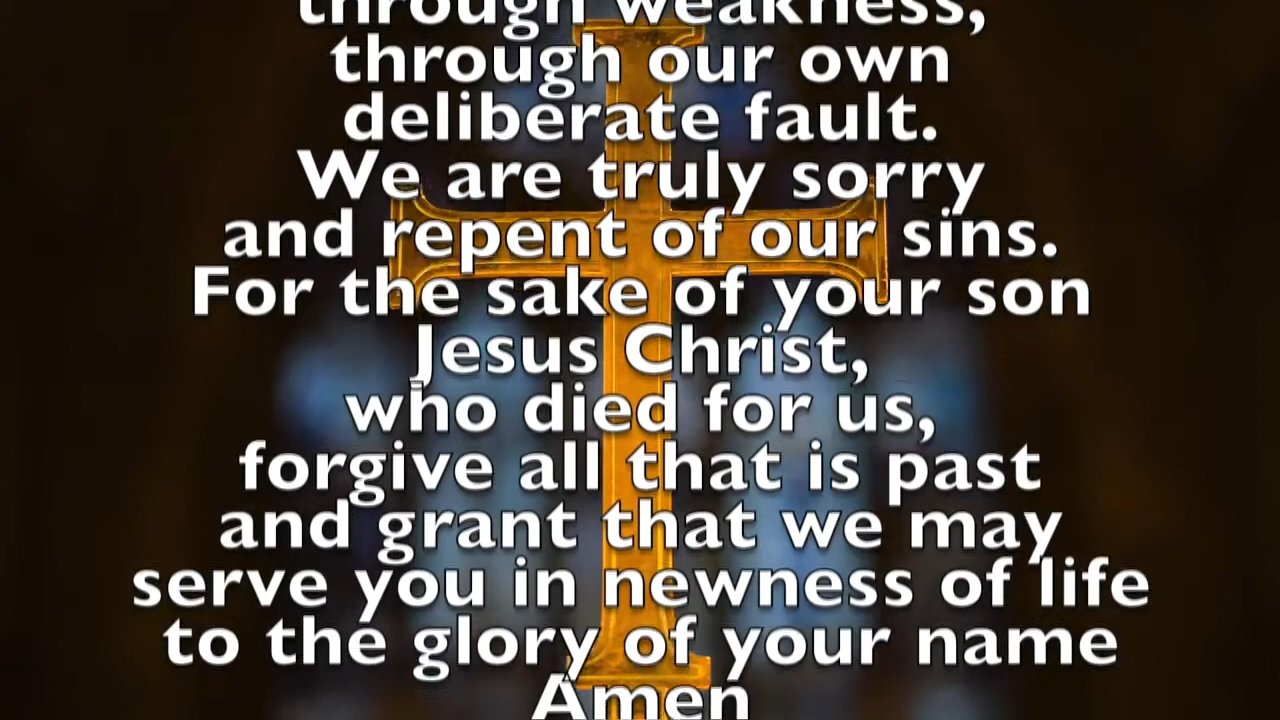 through weakness,
through our own
deliberate fault.
We are truly sorry
and repent of our sins.
For the sake of your son
Jesus Christ,
who died for us,
forgive all that is past
and grant that we may
serve you in newness of life
to the glory of your name
Amen